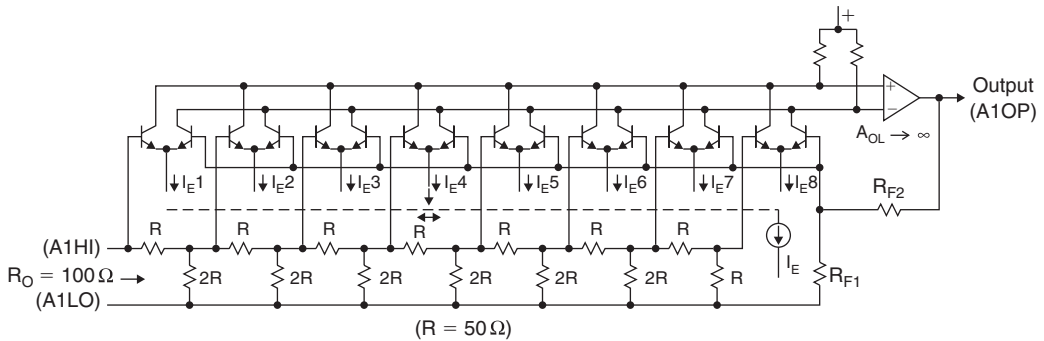 +
+
−
Output
(A1OP)
A_OL → ∞
I_E1 I_E2 I_E3 I_E4 I_E5 I_E6 I_E7 I_E8
R_F2
R R R R R R R
(A1HI)
I_E
R_O = 100 Ω
2R 2R 2R 2R 2R 2R R
R_F1
(A1LO)
(R = 50 Ω)